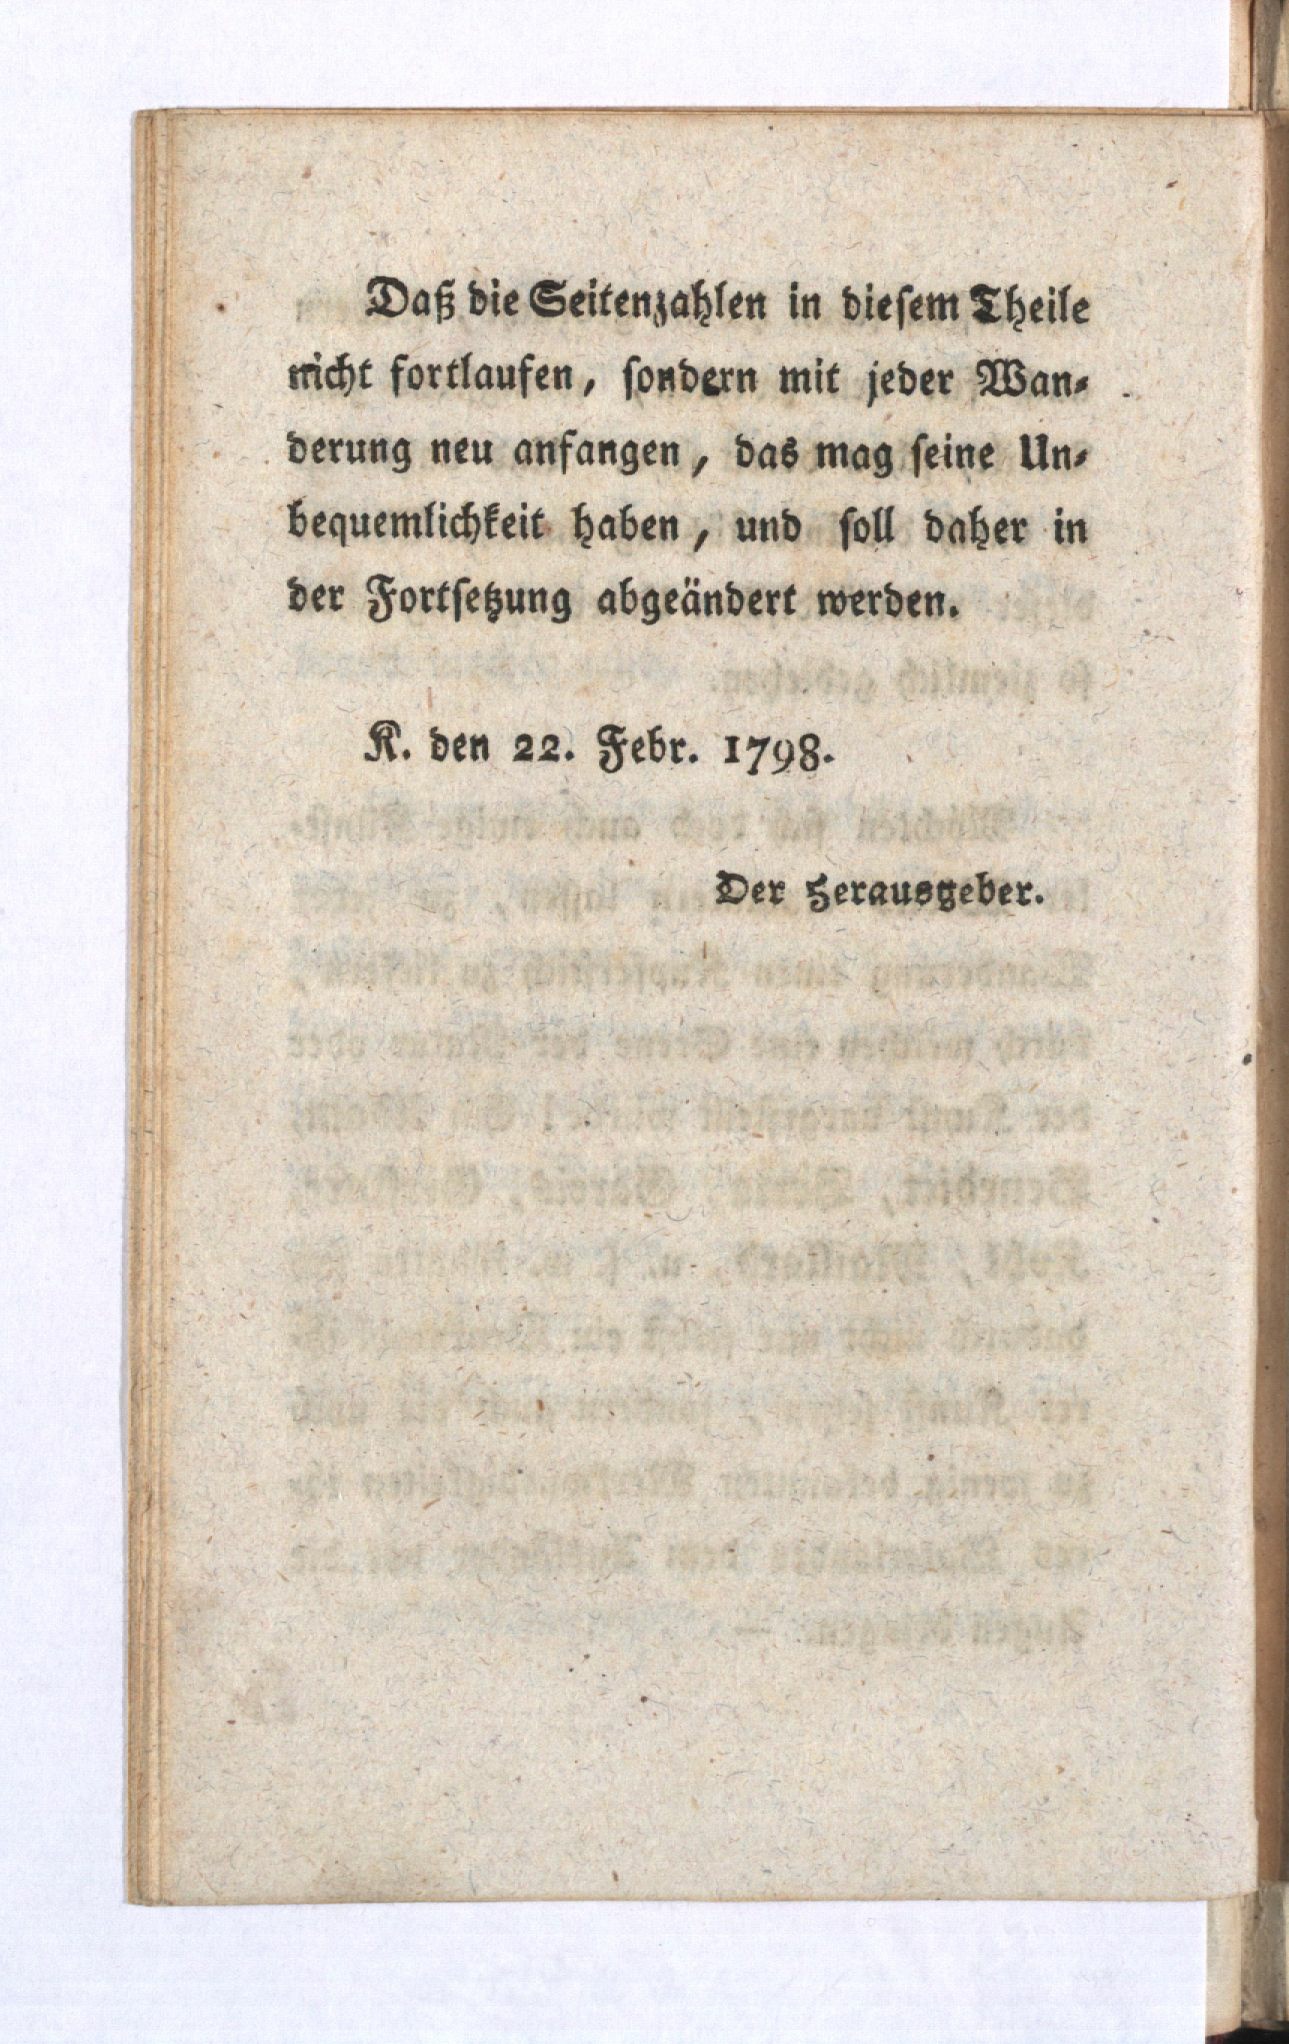 Daß die Seitenzahlen in dieſem Theile
nicht fortlaufen, ſondern mit jeder Wan⸗
derung neu anfangen, das mag ſeine Un⸗
bequemlichkeit haben, und ſoll daher in
der Fortſetzung abgeändert werden.
K. den 22. Febr. 1798.
Der Herausgeber.